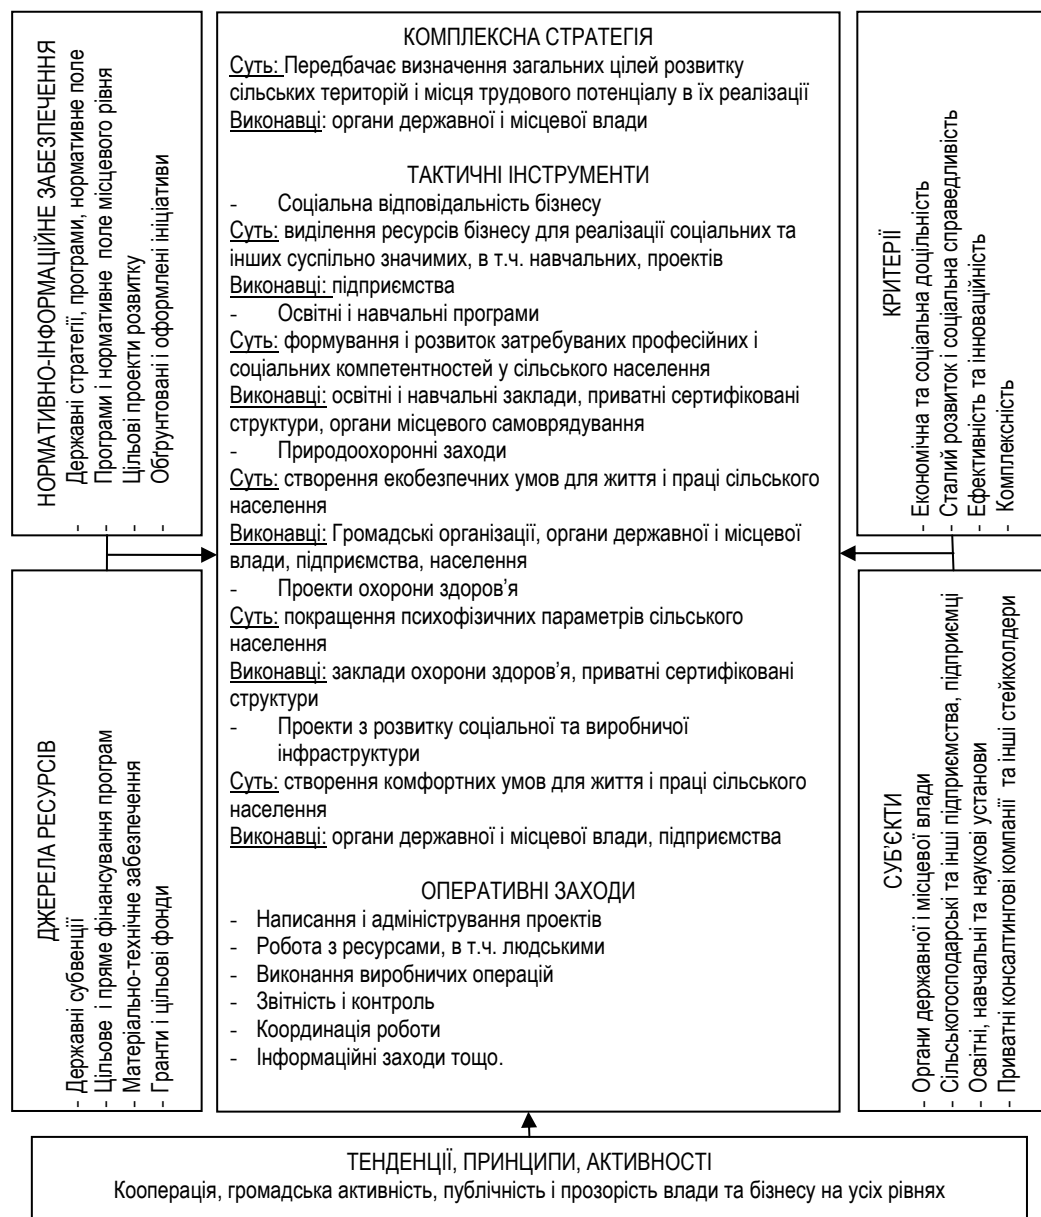 НОРМАТИВНО-ІНФОРМАЦІЙНЕ ЗАБЕЗПЕЧЕННЯ
- Державні стратегії, програми, нормативне поле
- Програми і нормативне поле місцевого рівня
- Цільові проекти розвитку
- Обґрунтовані і оформлені ініціативи
ДЖЕРЕЛА РЕСУРСІВ
- Державні субвенції
- Цільове і пряме фінансування програм
- Матеріально-технічне забезпечення
- Гранти і цільові фонди
КОМПЛЕКСНА СТРАТЕГІЯ
Суть: Передбачає визначення загальних цілей розвитку
сільських територій і місця трудового потенціалу в їх реалізації
Виконавці: органи державної і місцевої влади
ТАКТИЧНІ ІНСТРУМЕНТИ
- Соціальна відповідальність бізнесу
Суть: виділення ресурсів бізнесу для реалізації соціальних та
інших суспільно значимих, в т.ч. навчальних, проектів
Виконавці: підприємства
- Освітні і навчальні програми
Суть: формування і розвиток затребуваних професійних і
соціальних компетентностей у сільського населення
Виконавці: освітні і навчальні заклади, приватні сертифіковані
структури, органи місцевого самоврядування
- Природоохоронні заходи
Суть: створення екобезпечних умов для життя і праці сільського
населення
Виконавці: Громадські організації, органи державної і місцевої
влади, підприємства, населення
- Проекти охорони здоров’я
Суть: покращення психофізичних параметрів сільського
населення
Виконавці: заклади охорони здоров’я, приватні сертифіковані
структури
- Проекти з розвитку соціальної та виробничої
інфраструктури
Суть: створення комфортних умов для життя і праці сільського
населення
Виконавці: органи державної і місцевої влади, підприємства
ОПЕРАТИВНІ ЗАХОДИ
- Написання і адміністрування проектів
- Робота з ресурсами, в т.ч. людськими
- Виконання виробничих операцій
- Звітність і контроль
- Координація роботи
- Інформаційні заходи тощо.
КРИТЕРІЇ
- Економічна та соціальна доцільність
- Сталий розвиток і соціальна справедливість
- Ефективність та інноваційність
- Комплексність
СУБ’ЄКТИ
- Органи державної і місцевої влади
- Сільськогосподарські та інші підприємства, підприємці
- Освітні, навчальні та наукові установи
- Приватні консалтингові компанії та інші стейкхолдери
ТЕНДЕНЦІЇ, ПРИНЦИПИ, АКТИВНОСТІ
Кооперація, громадська активність, публічність і прозорість влади та бізнесу на усіх рівнях